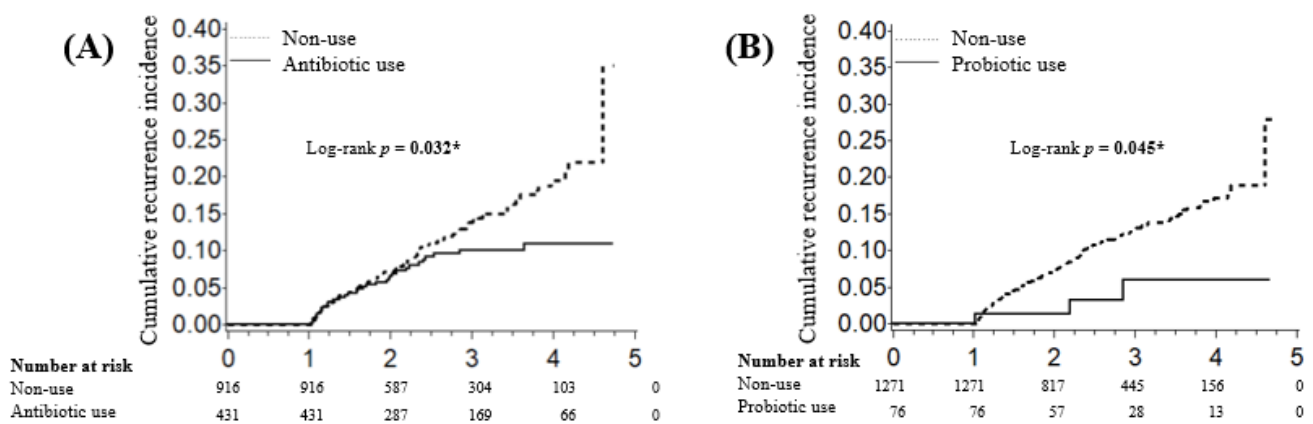 (A)
Cumulative recurrence incidence
0.40
0.35
0.30
0.25
0.20
0.15
0.10
0.05
0.00
Non-use
Antibiotic use
Log-rank p = 0.032*
0 1 2 3 4 5
Number at risk
Non-use 916 916 587 304 103 0
Antibiotic use 431 431 287 169 66 0
(B)
Cumulative recurrence incidence
0.40
0.35
0.30
0.25
0.20
0.15
0.10
0.05
0.00
Non-use
Probiotic use
Log-rank p = 0.045*
0 1 2 3 4 5
Number at risk
Non-use 1271 1271 817 445 156 0
Probiotic use 76 76 57 28 13 0